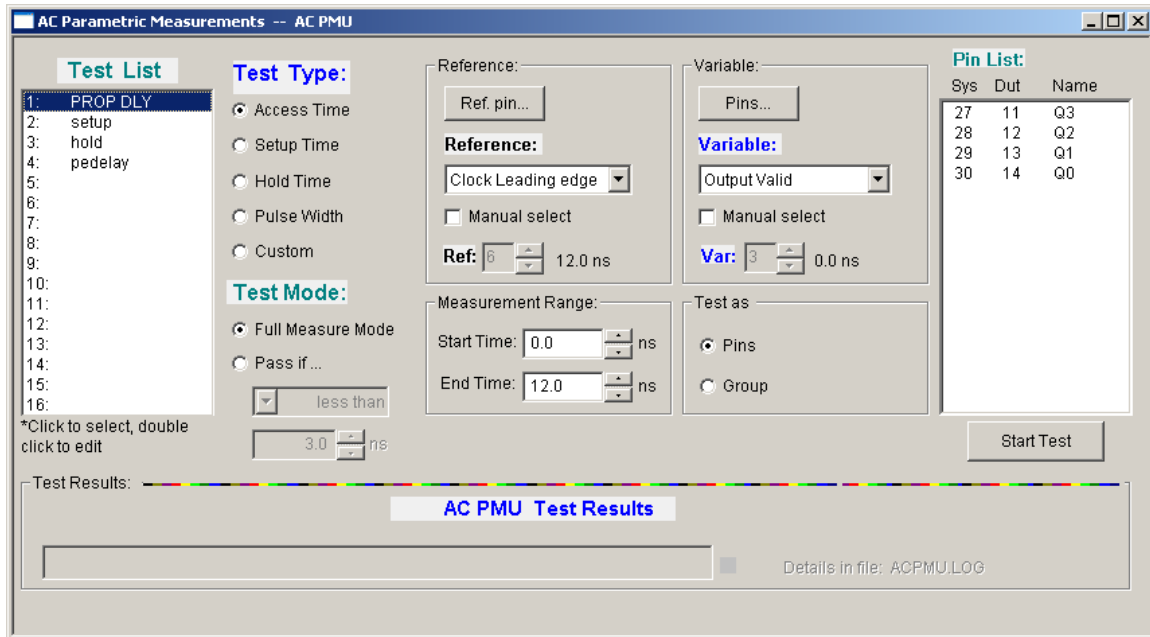 AC Parametric Measurements -- AC PMU
Test List
1: PROP DLY
2: setup
3: hold
4: pedelay
5:
6:
7:
8:
9:
10:
11:
12:
13:
14:
15:
16:
*Click to select, double
click to edit
Test Type:
Access Time
Setup Time
Hold Time
Pulse Width
Custom
Test Mode:
Full Measure Mode
Pass if ...
less than
3.0 ns
Reference:
Ref. pin...
Reference:
Clock Leading edge
Manual select
Ref: 6 12.0 ns
Measurement Range:
Start Time: 0.0 ns
End Time: 12.0 ns
Variable:
Pins...
Variable:
Output Valid
Manual select
Var: 3 0.0 ns
Test as
Pins
Group
Pin List:
Sys Dut Name
27 11 Q3
28 12 Q2
29 13 Q1
30 14 Q0
Start Test
Test Results:
AC PMU Test Results
Details in file: ACPMU.LOG